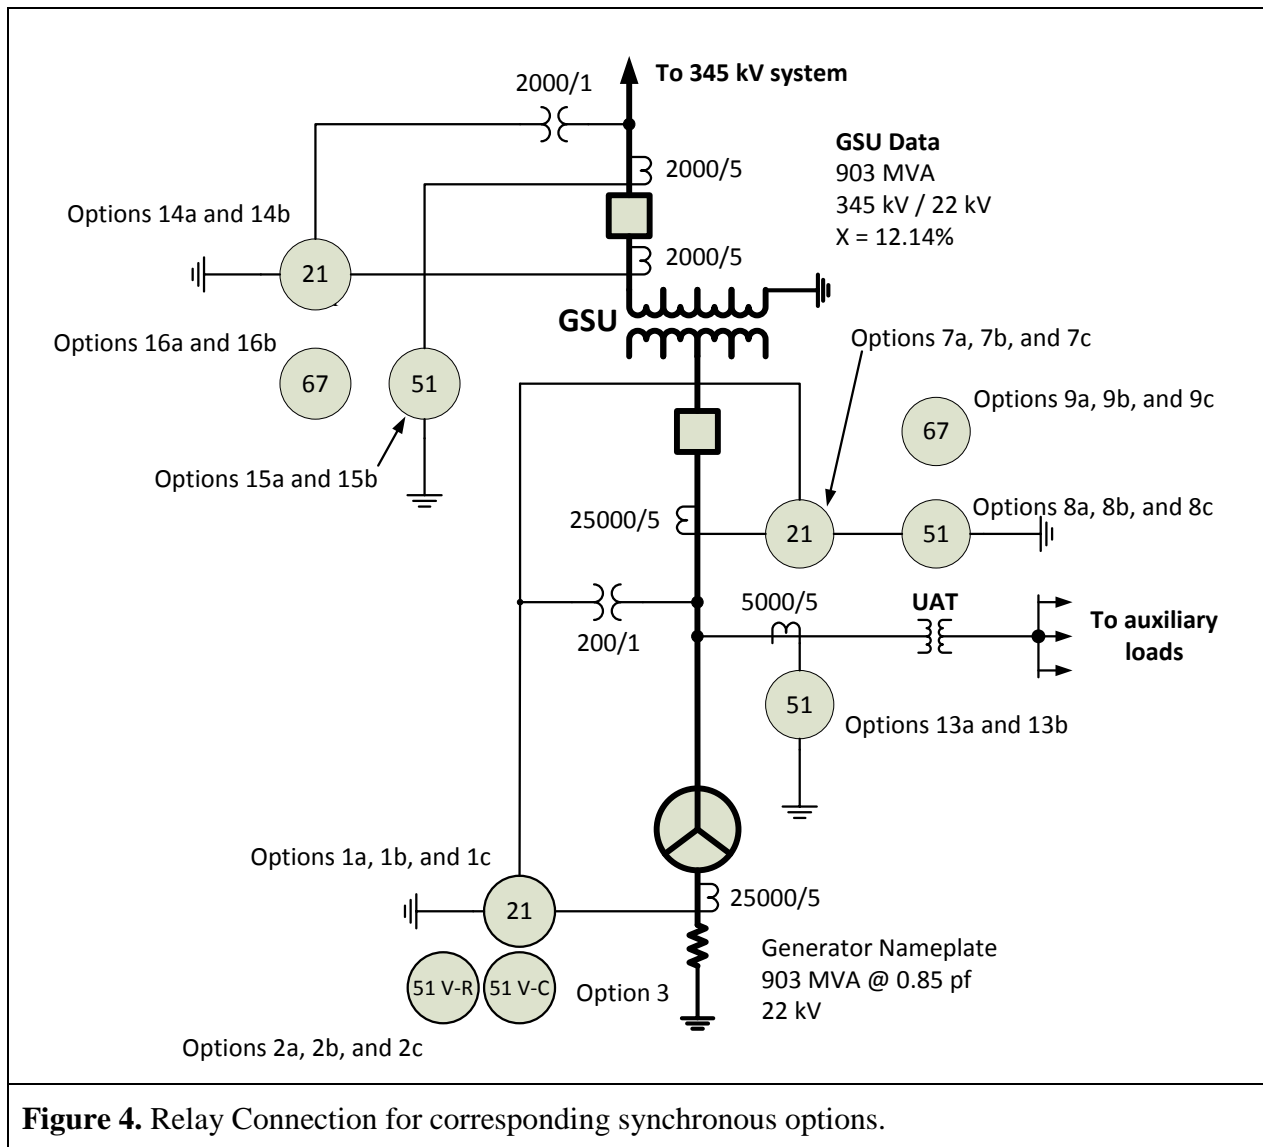 To 345 kV system
2000/1
GSU Data
903 MVA
345 kV / 22 kV
X = 12.14%
2000/5
Options 14a and 14b
2000/5
21
GSU
Options 16a and 16b
67
51
Options 7a, 7b, and 7c
Options 9a, 9b, and 9c
67
Options 15a and 15b
25000/5
21
Options 8a, 8b, and 8c
51
5000/5
UAT
200/1
To auxiliary
loads
51
Options 13a and 13b
Options 1a, 1b, and 1c
21
25000/5
51 V-R
51 V-C
Option 3
Generator Nameplate
903 MVA @ 0.85 pf
22 kV
Options 2a, 2b, and 2c
Figure 4. Relay Connection for corresponding synchronous options.